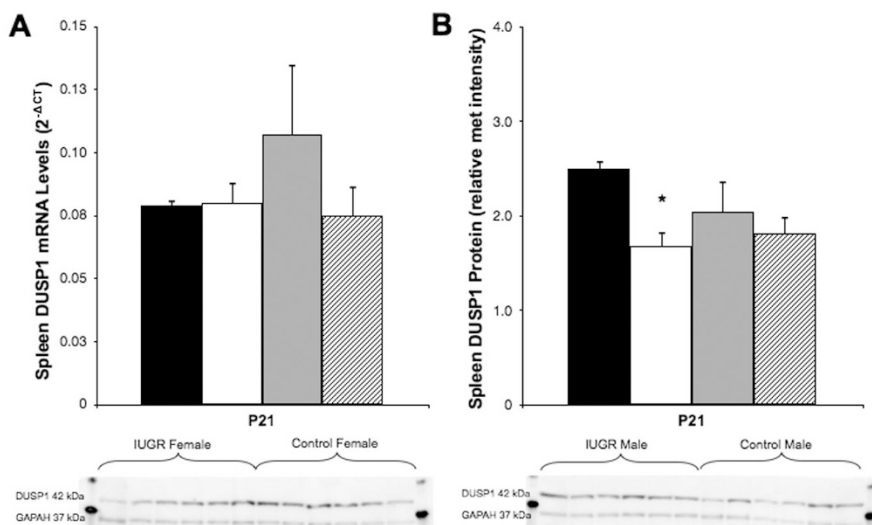 A
Spleen DUSP1 mRNA Levels (2^-ΔCT)
0.15
0.13
0.10
0.08
0.05
0.03
0
P21
IUGR Female
Control Female
DUSP1 42 kDa
GAPAH 37 kDa
B
Spleen DUSP1 Protein (relative met intensity)
4.0
3.0
2.0
1.0
0.0
*
P21
IUGR Male
Control Male
DUSP1 42 kDa
GAPAH 37 kDa